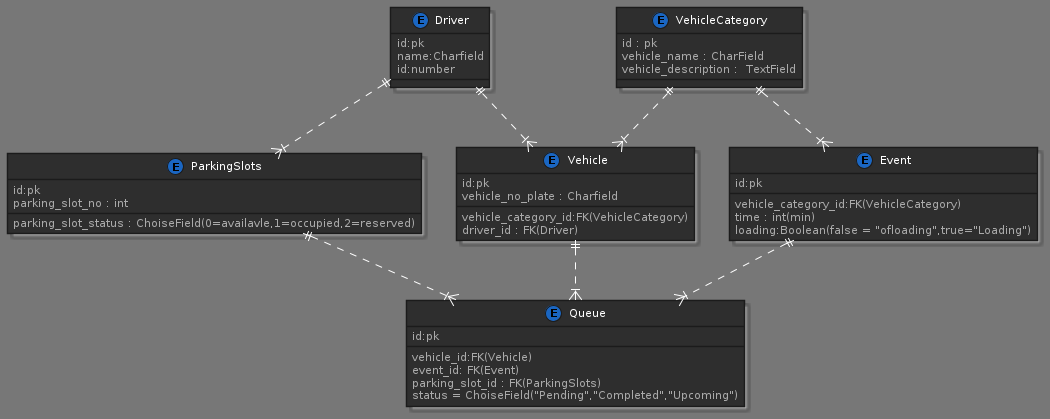 E Driver
id:pk
name:Charfield
id:number
E VehicleCategory
id : pk
vehicle_name : CharField
vehicle_description :  TextField
E ParkingSlots
id:pk
parking_slot_no : int
parking_slot_status : ChoiseField(0=availavle,1=occupied,2=reserved)
E Vehicle
id:pk
vehicle_no_plate : Charfield
vehicle_category_id:FK(VehicleCategory)
driver_id : FK(Driver)
E Event
id:pk
vehicle_category_id:FK(VehicleCategory)
time : int(min)
loading:Boolean(false = "ofloading",true="Loading")
E Queue
id:pk
vehicle_id:FK(Vehicle)
event_id: FK(Event)
parking_slot_id : FK(ParkingSlots)
status = ChoiseField("Pending","Completed","Upcoming")